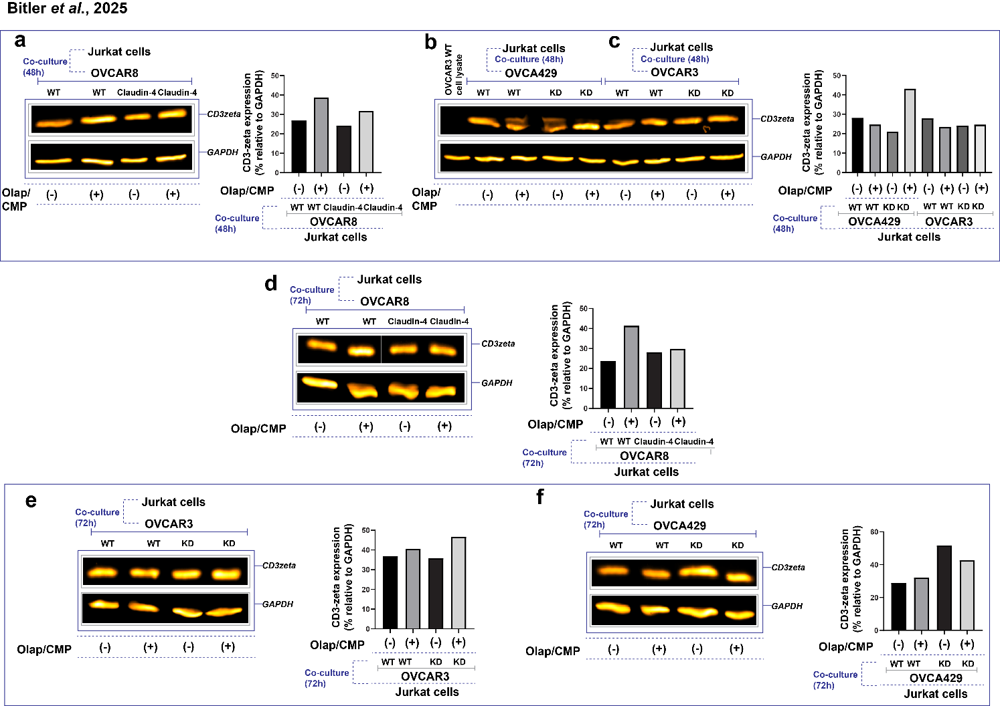 Bitler et al., 2025
a
Jurkat cells
Co-culture
(48h)
OVCAR8
WT WT Claudin-4 Claudin-4
CD3zeta
GAPDH
Olap/
CMP
(-) (+) (-) (+)
CD3-zeta expression
(% relative to GAPDH)
50
40
30
20
10
0
Olap/CMP (-) (+) (-) (+)
WT WT Claudin-4 Claudin-4
Co-culture
(48h)
OVCAR8
Jurkat cells
b
OVCAR3 WT
cell lysate
Jurkat cells
Co-culture (48h)
OVCA429
WT WT KD KD
c
Jurkat cells
Co-culture (48h)
OVCAR3
WT WT KD KD
CD3zeta
GAPDH
Olap/
CMP
(-) (+) (-) (+) (-) (+) (-) (+)
CD3-zeta expression
(% relative to GAPDH)
50
40
30
20
10
0
Olap/CMP (-) (+) (-) (+) (-) (+) (-) (+)
WT WT KD KD WT WT KD KD
Co-culture
(48h)
OVCA429 OVCAR3
Jurkat cells
d
Jurkat cells
Co-culture
(72h)
OVCAR8
WT WT Claudin-4 Claudin-4
CD3zeta
GAPDH
Olap/CMP (-) (+) (-) (+)
CD3-zeta expression
(% relative to GAPDH)
50
40
30
20
10
0
Olap/CMP (-) (+) (-) (+)
WT WT Claudin-4 Claudin-4
Co-culture
(72h)
OVCAR8
Jurkat cells
e
Jurkat cells
Co-culture
(72h)
OVCAR3
WT WT KD KD
CD3zeta
GAPDH
Olap/CMP (-) (+) (-) (+)
CD3-zeta expression
(% relative to GAPDH)
50
40
30
20
10
0
Olap/CMP (-) (+) (-) (+)
WT WT KD KD
Co-culture
(72h)
OVCAR3
Jurkat cells
f
Jurkat cells
Co-culture
(72h)
OVCA429
WT WT KD KD
CD3zeta
GAPDH
Olap/CMP (-) (+) (-) (+)
CD3-zeta expression
(% relative to GAPDH)
60
40
20
0
Olap/CMP (-) (+) (-) (+)
WT WT KD KD
Co-culture
(72h)
OVCA429
Jurkat cells